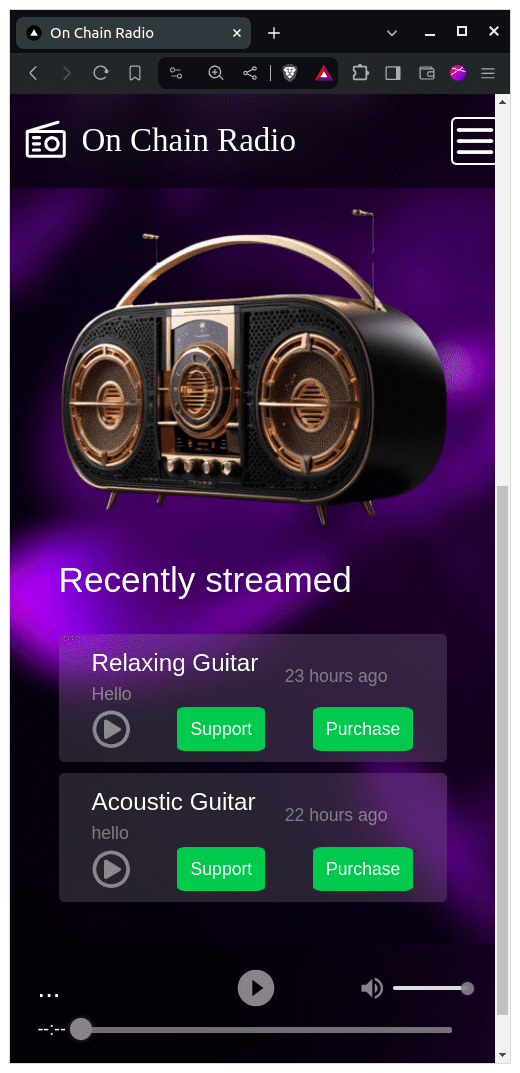 On Chain Radio
On Chain Radio
Recently streamed
Relaxing Guitar
23 hours ago
Hello
Support
Purchase
Acoustic Guitar
22 hours ago
hello
Support
Purchase
...
--:--